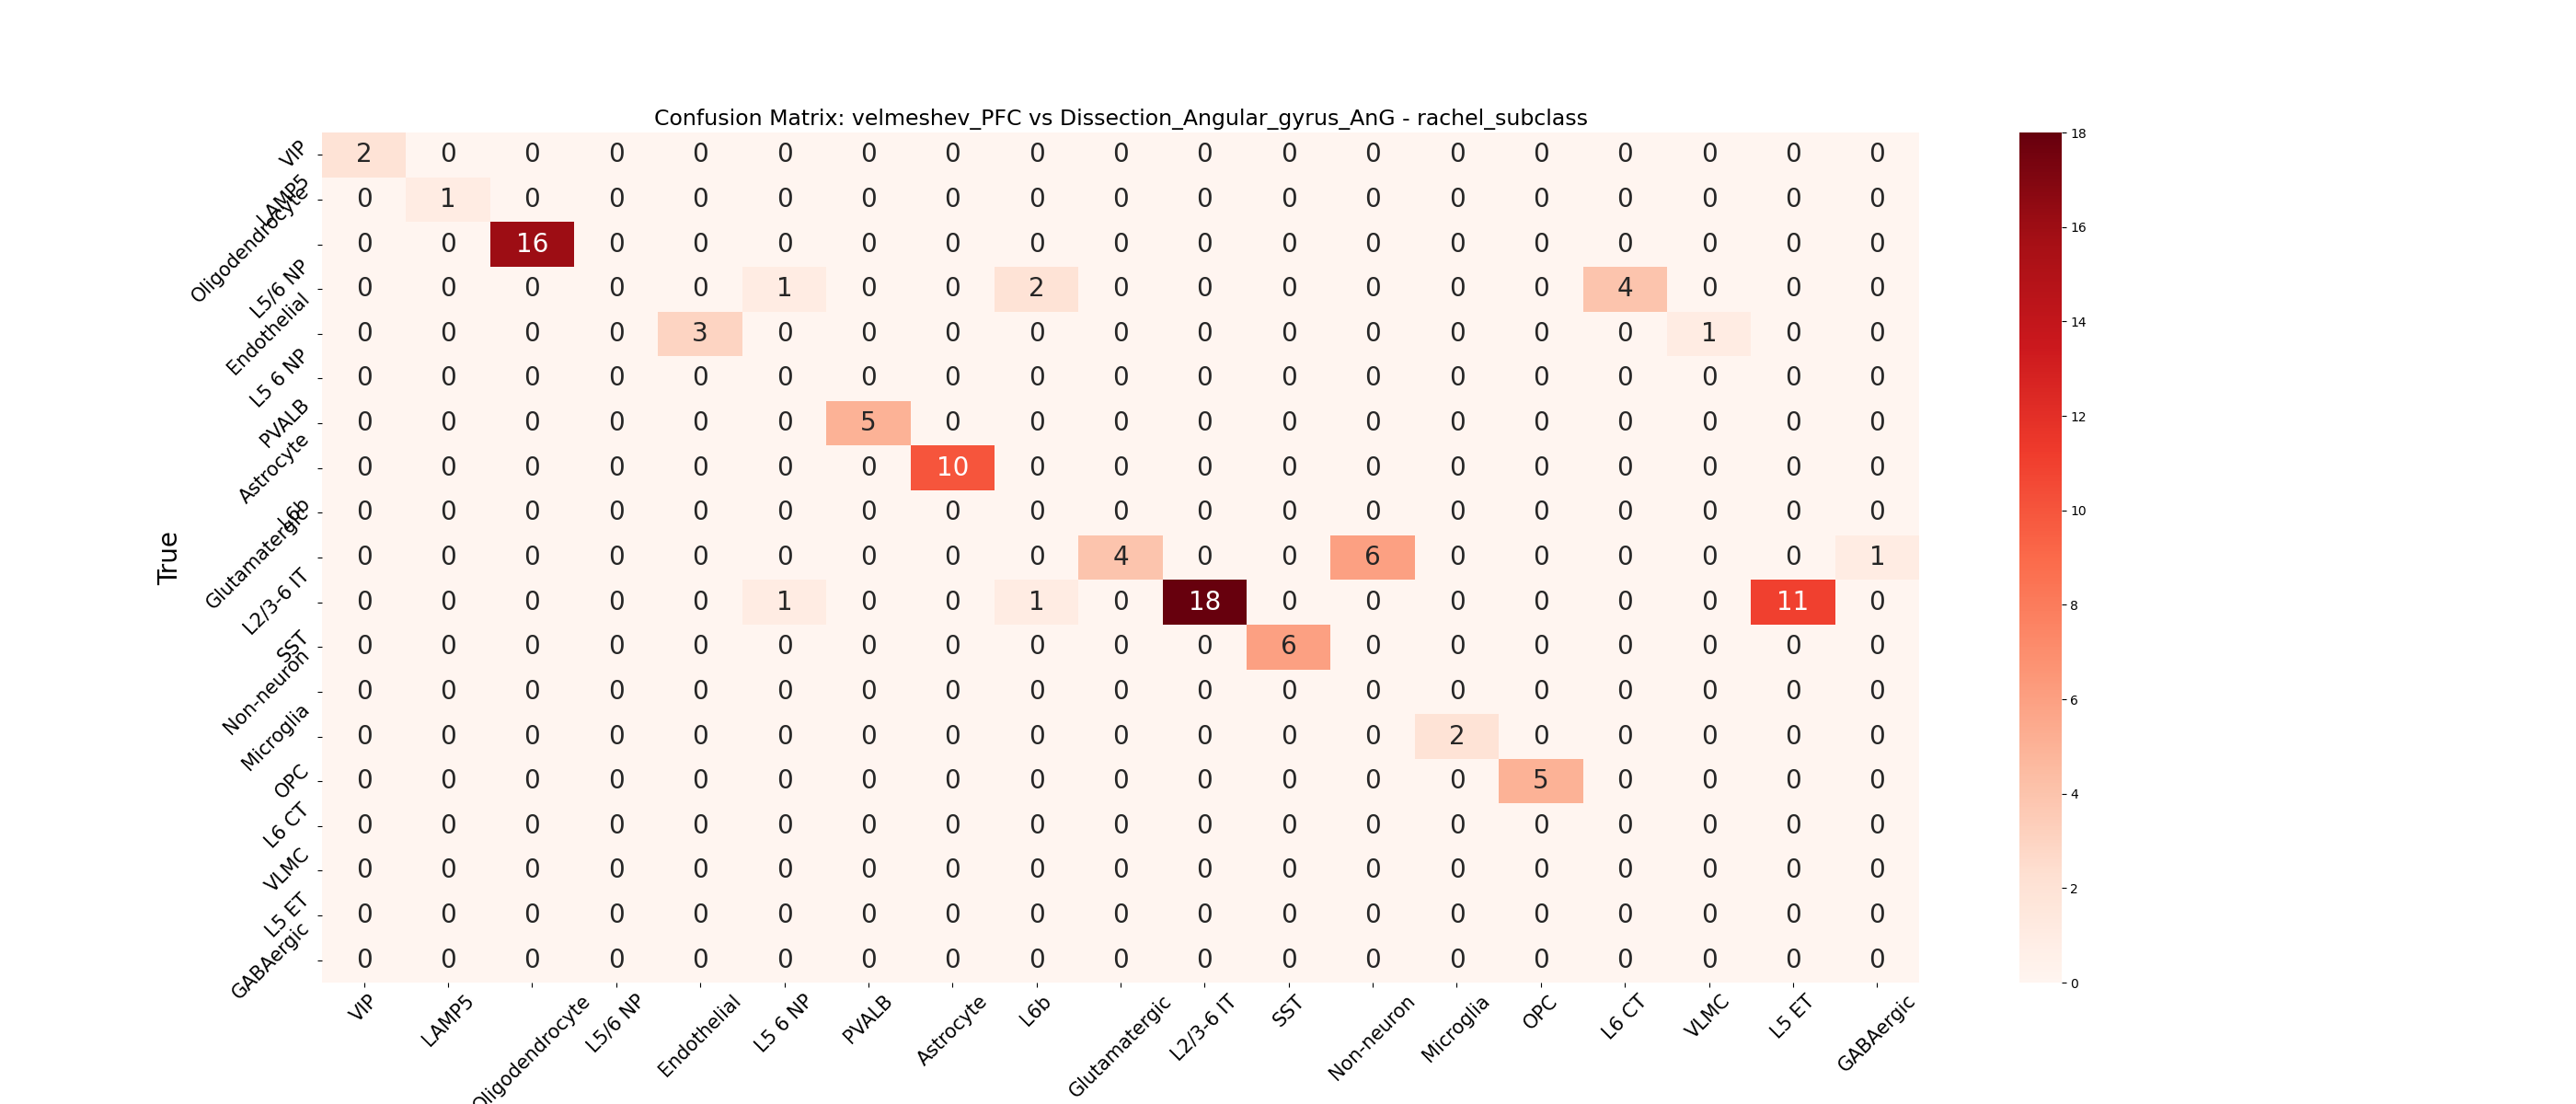 Confusion Matrix: velmeshev_PFC vs Dissection_Angular_gyrus_AnG - rachel_subclass
True
VIP 2 0 0 0 0 0 0 0 0 0 0 0 0 0 0 0 0 0 0
LAMP5 0 1 0 0 0 0 0 0 0 0 0 0 0 0 0 0 0 0 0
Oligodendrocyte 0 0 16 0 0 0 0 0 0 0 0 0 0 0 0 0 0 0 0
L5/6 NP 0 0 0 0 0 1 0 0 2 0 0 0 0 0 0 4 0 0 0
Endothelial 0 0 0 0 3 0 0 0 0 0 0 0 0 0 0 0 1 0 0
L5 6 NP 0 0 0 0 0 0 0 0 0 0 0 0 0 0 0 0 0 0 0
PVALB 0 0 0 0 0 0 5 0 0 0 0 0 0 0 0 0 0 0 0
Astrocyte 0 0 0 0 0 0 0 10 0 0 0 0 0 0 0 0 0 0 0
L6b 0 0 0 0 0 0 0 0 0 0 0 0 0 0 0 0 0 0 0
Glutamatergic 0 0 0 0 0 0 0 0 0 4 0 0 6 0 0 0 0 0 1
L2/3-6 IT 0 0 0 0 0 1 0 0 1 0 18 0 0 0 0 0 0 11 0
SST 0 0 0 0 0 0 0 0 0 0 0 6 0 0 0 0 0 0 0
Non-neuron 0 0 0 0 0 0 0 0 0 0 0 0 0 0 0 0 0 0 0
Microglia 0 0 0 0 0 0 0 0 0 0 0 0 0 2 0 0 0 0 0
OPC 0 0 0 0 0 0 0 0 0 0 0 0 0 0 5 0 0 0 0
L6 CT 0 0 0 0 0 0 0 0 0 0 0 0 0 0 0 0 0 0 0
VLMC 0 0 0 0 0 0 0 0 0 0 0 0 0 0 0 0 0 0 0
L5 ET 0 0 0 0 0 0 0 0 0 0 0 0 0 0 0 0 0 0 0
GABAergic 0 0 0 0 0 0 0 0 0 0 0 0 0 0 0 0 0 0 0
VIP LAMP5 Oligodendrocyte L5/6 NP Endothelial L5 6 NP PVALB Astrocyte L6b Glutamatergic L2/3-6 IT SST Non-neuron Microglia OPC L6 CT VLMC L5 ET GABAergic
18
16
14
12
10
8
6
4
2
0